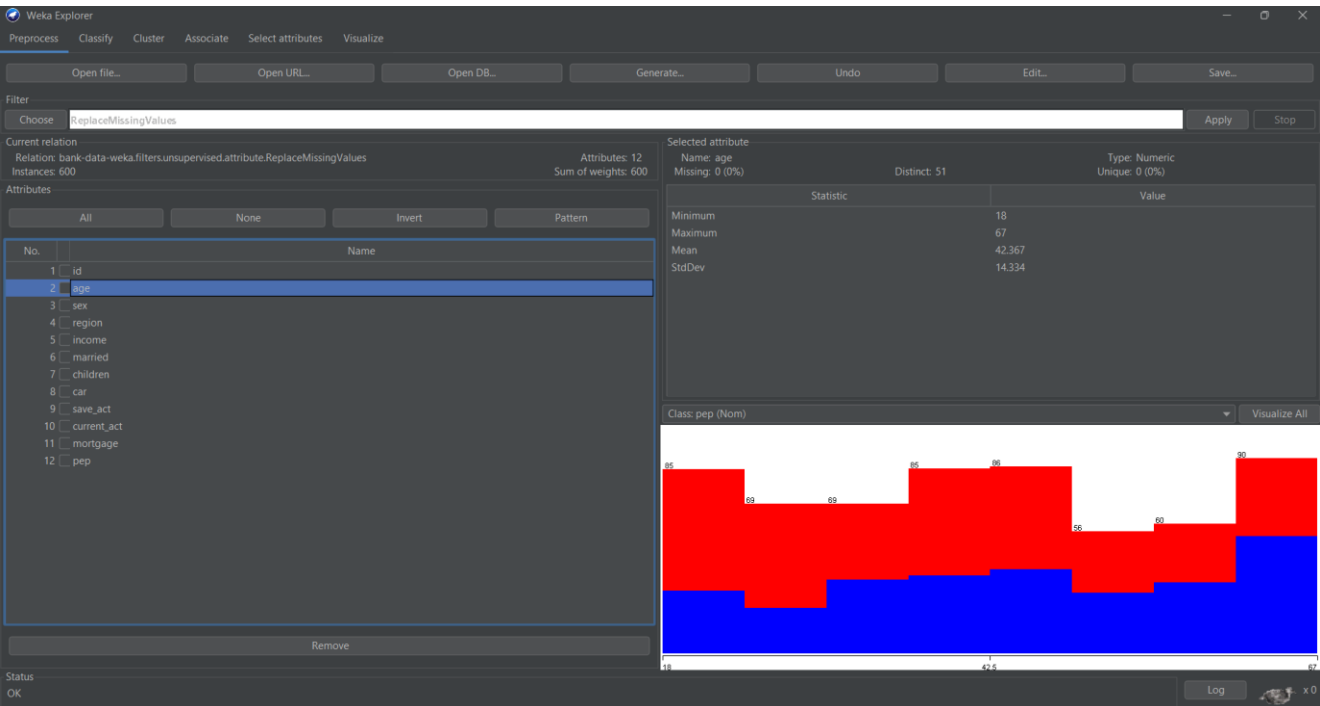 Weka Explorer
Preprocess Classify Cluster Associate Select attributes Visualize
Open file... Open URL... Open DB... Generate... Undo Edit... Save...
Filter
Choose ReplaceMissingValues Apply Stop
Current relation
Relation: bank-data-weka.filters.unsupervised.attribute.ReplaceMissingValues Attributes: 12
Instances: 600 Sum of weights: 600
Attributes
All None Invert Pattern
No. Name
1 id
2 age
3 sex
4 region
5 income
6 married
7 children
8 car
9 save_act
10 current_act
11 mortgage
12 pep
Remove
Selected attribute
Name: age Type: Numeric
Missing: 0 (0%) Distinct: 51 Unique: 0 (0%)
Statistic Value
Minimum 18
Maximum 67
Mean 42.367
StdDev 14.334
Class: pep (Nom) Visualize All
85 69 69 85 86 56 60 90
18 42.5 67
Status
OK Log x 0